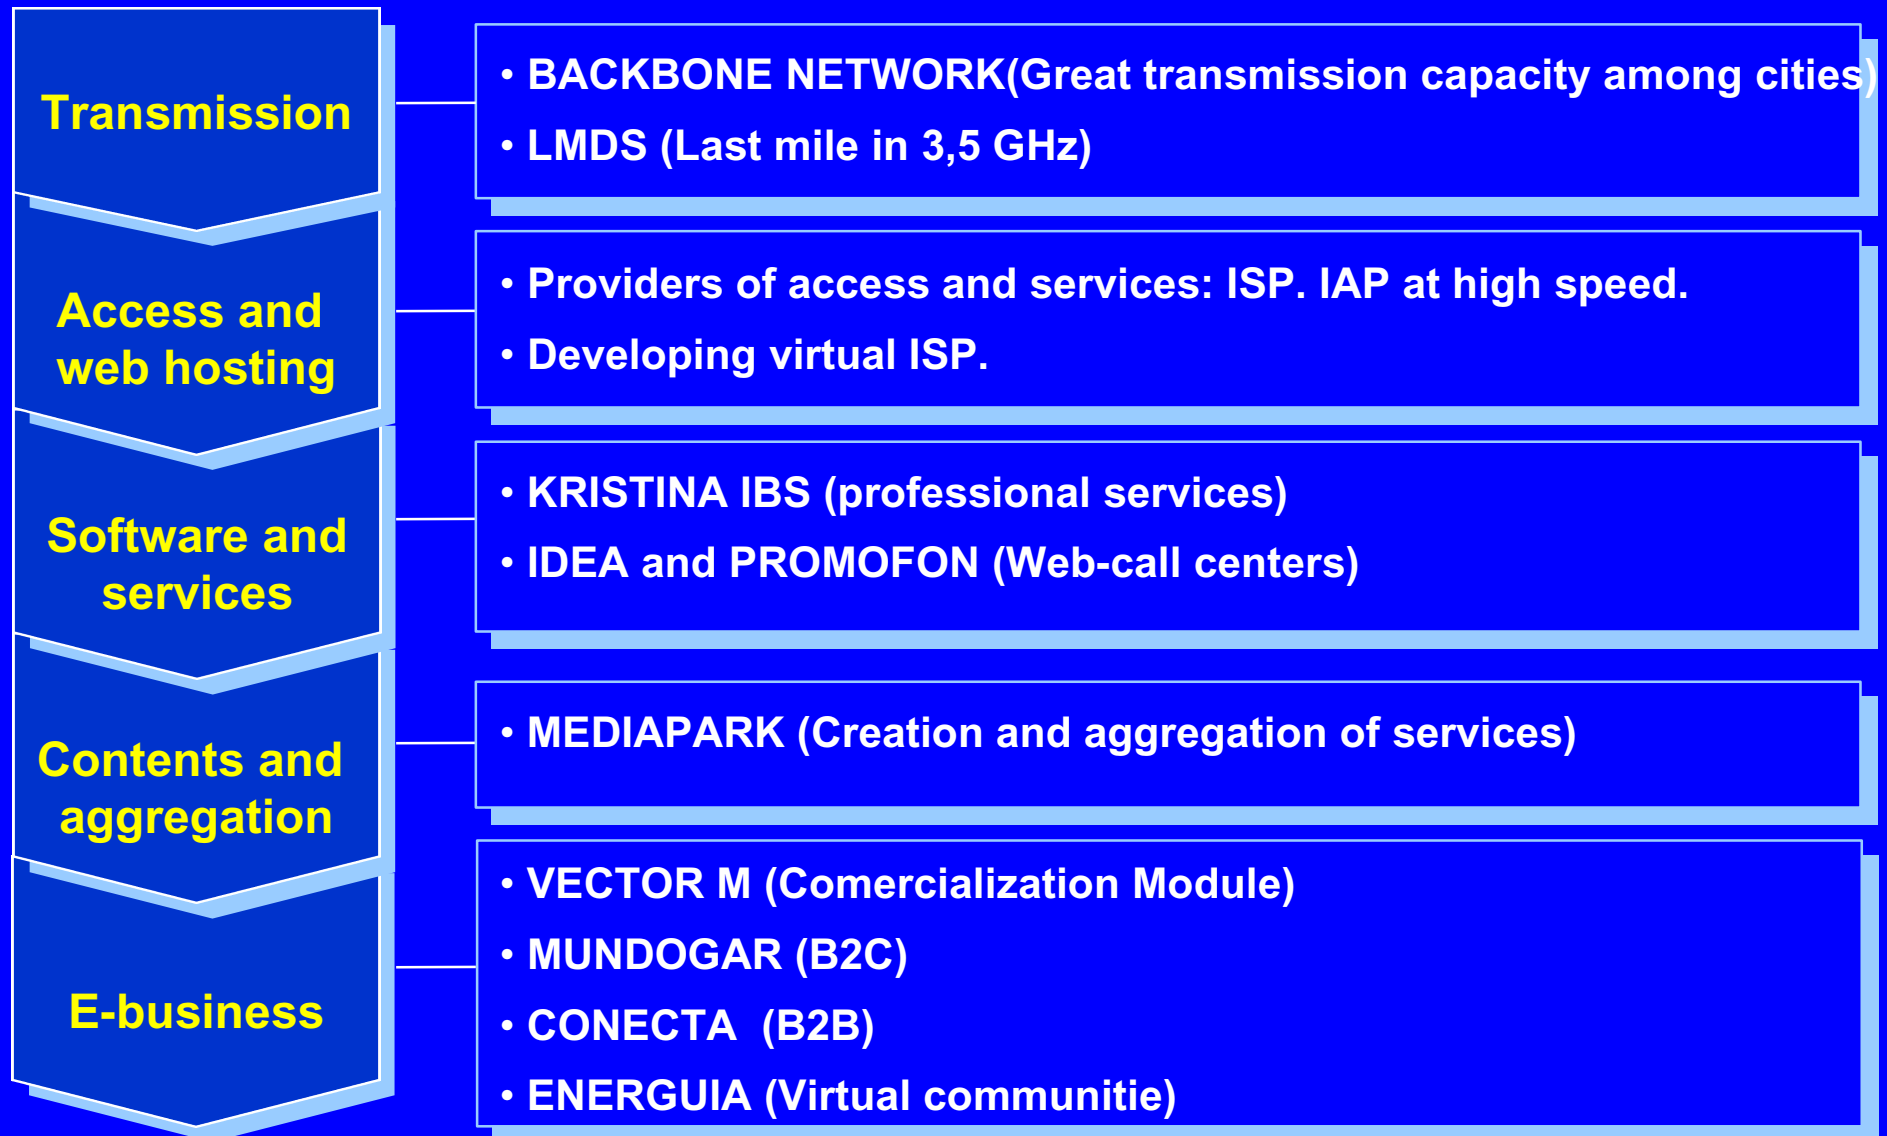 Transmission
• BACKBONE NETWORK(Great transmission capacity among cities)
• LMDS (Last mile in 3,5 GHz)
Access and
web hosting
• Providers of access and services: ISP. IAP at high speed.
• Developing virtual ISP.
Software and
services
• KRISTINA IBS (professional services)
• IDEA and PROMOFON (Web-call centers)
Contents and
aggregation
• MEDIAPARK (Creation and aggregation of services)
E-business
• VECTOR M (Comercialization Module)
• MUNDOGAR (B2C)
• CONECTA  (B2B)
• ENERGUIA (Virtual communitie)